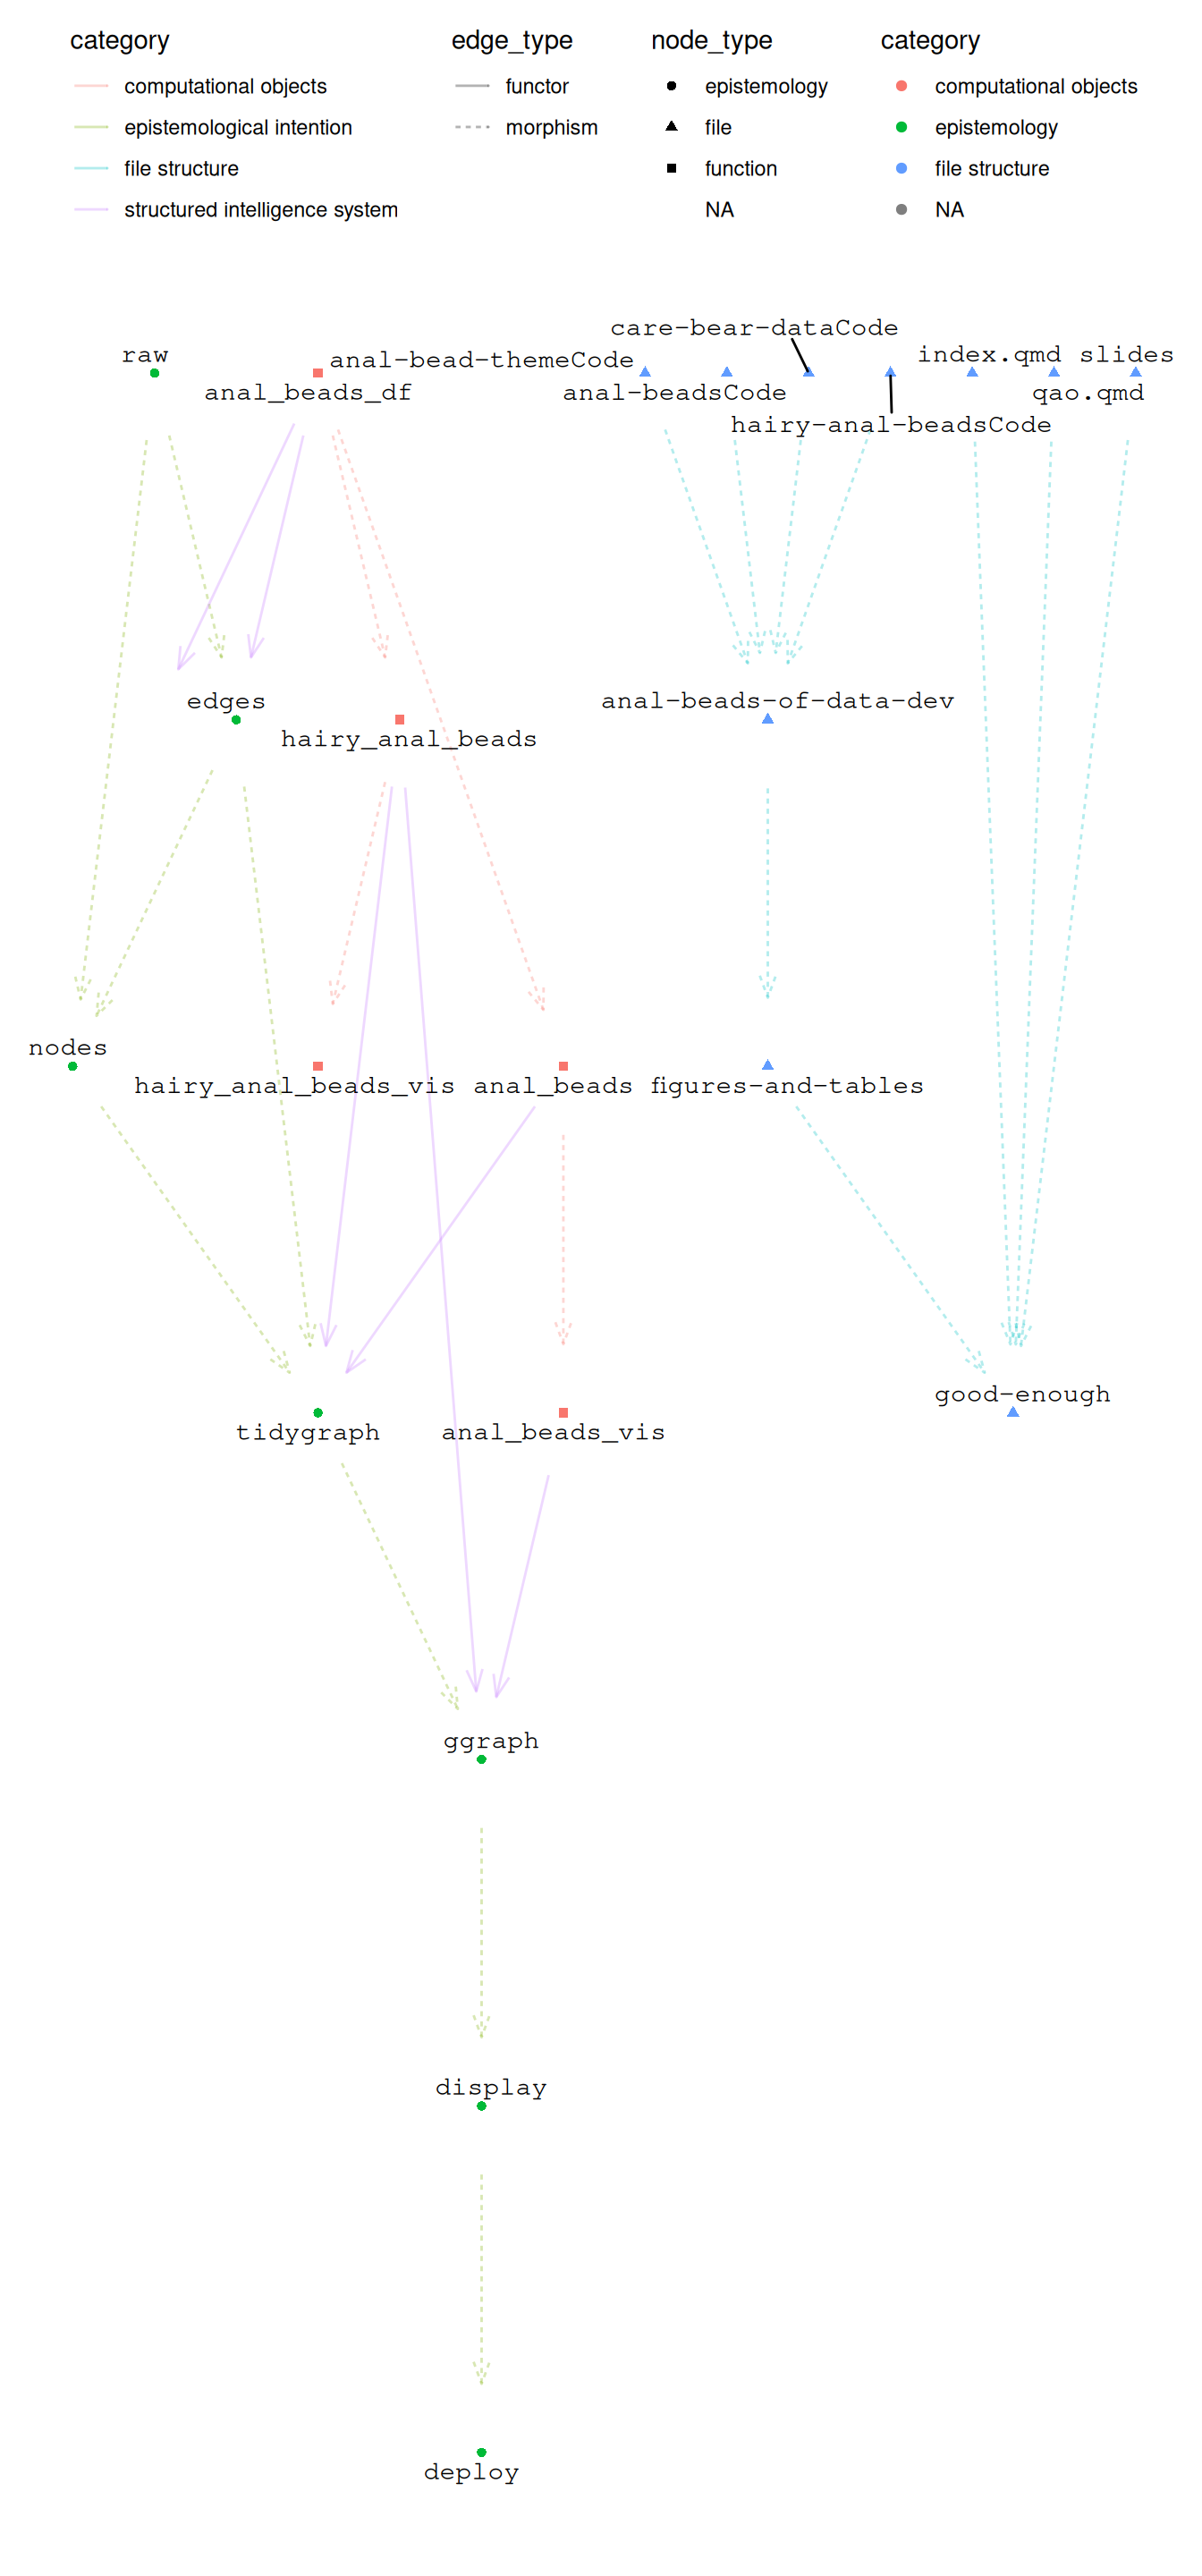 category
computational objects
epistemological intention
file structure
structured intelligence system
edge_type
functor
morphism
node_type
epistemology
file
function
NA
category
computational objects
epistemology
file structure
NA
care-bear-dataCode
raw
anal-bead-themeCode
index.qmd
slides
anal_beads_df
anal-beadsCode
qao.qmd
hairy-anal-beadsCode
edges
anal-beads-of-data-dev
hairy_anal_beads
nodes
hairy_anal_beads_vis
anal_beads
figures-and-tables
good-enough
tidygraph
anal_beads_vis
ggraph
display
deploy